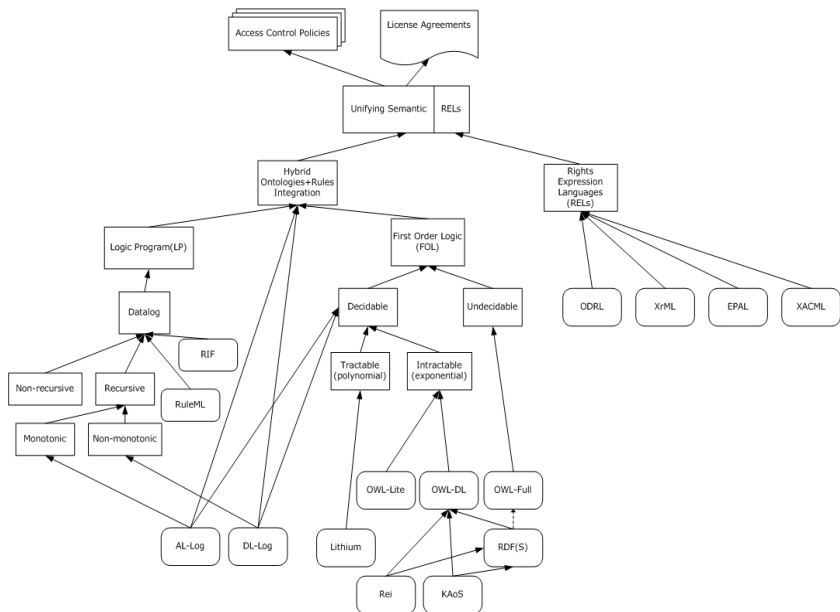 License Agreements
Access Control Policies
Unifying Semantic
RELs
Hybrid
Ontologies+Rules
Integration
Rights
Expression
Languages
(RELs)
Logic Program(LP)
First Order Logic
(FOL)
Datalog
Decidable
Undecidable
ODRL
XrML
EPAL
XACML
RIF
Non-recursive
Recursive
RuleML
Tractable
(polynomial)
Intractable
(exponential)
Monotonic
Non-monotonic
OWL-Lite
OWL-DL
OWL-Full
AL-Log
DL-Log
Lithium
RDF(S)
Rei
KAoS